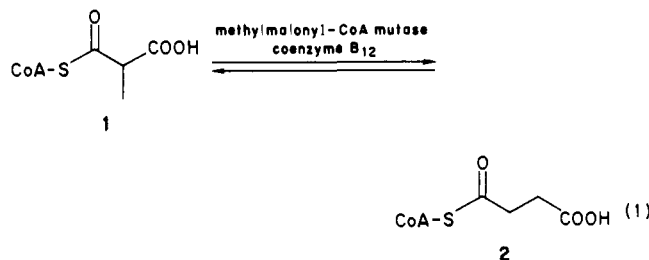 methylmalonyl-CoA mutase
coenzyme B12
O
CoA-S
COOH
1
O
CoA-S
COOH (1)
2